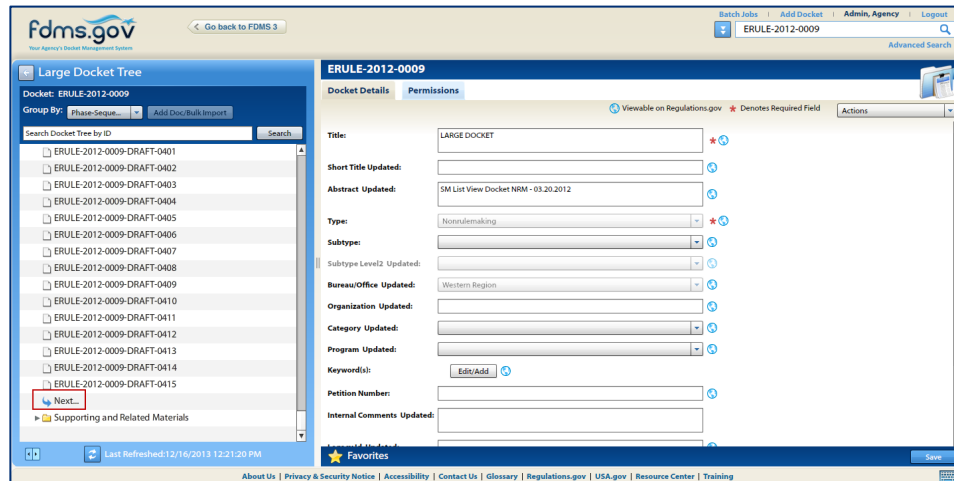 Batch Jobs | Add Docket | Admin, Agency | Logout
fdms.gov
Your Agency's Docket Management System
Go back to FDMS 3
ERULE-2012-0009
Advanced Search
Large Docket Tree
Docket: ERULE-2012-0009
Group By: Phase-Seque... Add Doc/Bulk Import
Search Docket Tree by ID Search
ERULE-2012-0009-DRAFT-0401
ERULE-2012-0009-DRAFT-0402
ERULE-2012-0009-DRAFT-0403
ERULE-2012-0009-DRAFT-0404
ERULE-2012-0009-DRAFT-0405
ERULE-2012-0009-DRAFT-0406
ERULE-2012-0009-DRAFT-0407
ERULE-2012-0009-DRAFT-0408
ERULE-2012-0009-DRAFT-0409
ERULE-2012-0009-DRAFT-0410
ERULE-2012-0009-DRAFT-0411
ERULE-2012-0009-DRAFT-0412
ERULE-2012-0009-DRAFT-0413
ERULE-2012-0009-DRAFT-0414
ERULE-2012-0009-DRAFT-0415
Next...
Supporting and Related Materials
Last Refreshed:12/16/2013 12:21:20 PM
ERULE-2012-0009
Docket Details Permissions
Viewable on Regulations.gov * Denotes Required Field Actions
Title: LARGE DOCKET *
Short Title Updated:
Abstract Updated: SM List View Docket NRM - 03.20.2012
Type: Nonrulemaking *
Subtype:
Subtype Level2 Updated:
Bureau/Office Updated: Western Region
Organization Updated:
Category Updated:
Program Updated:
Keyword(s): Edit/Add
Petition Number:
Internal Comments Updated:
Favorites Save
About Us | Privacy & Security Notice | Accessibility | Contact Us | Glossary | Regulations.gov | USA.gov | Resource Center | Training